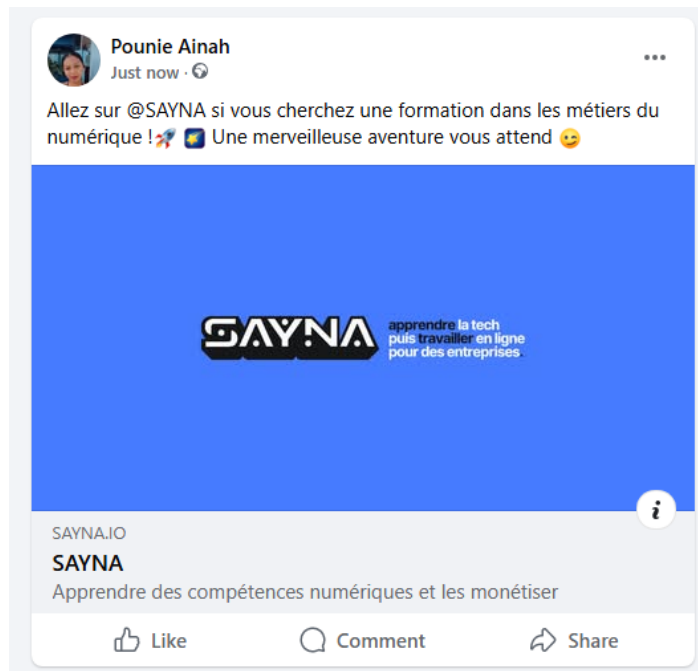 Pounie Ainah
Just now ·
Allez sur @SAYNA si vous cherchez une formation dans les métiers du
numérique !🚀 🌠 Une merveilleuse aventure vous attend 😉
SAYNA
apprendre la tech
puis travailler en ligne
pour des entreprises.
i
SAYNA.IO
SAYNA
Apprendre des compétences numériques et les monétiser
Like
Comment
Share